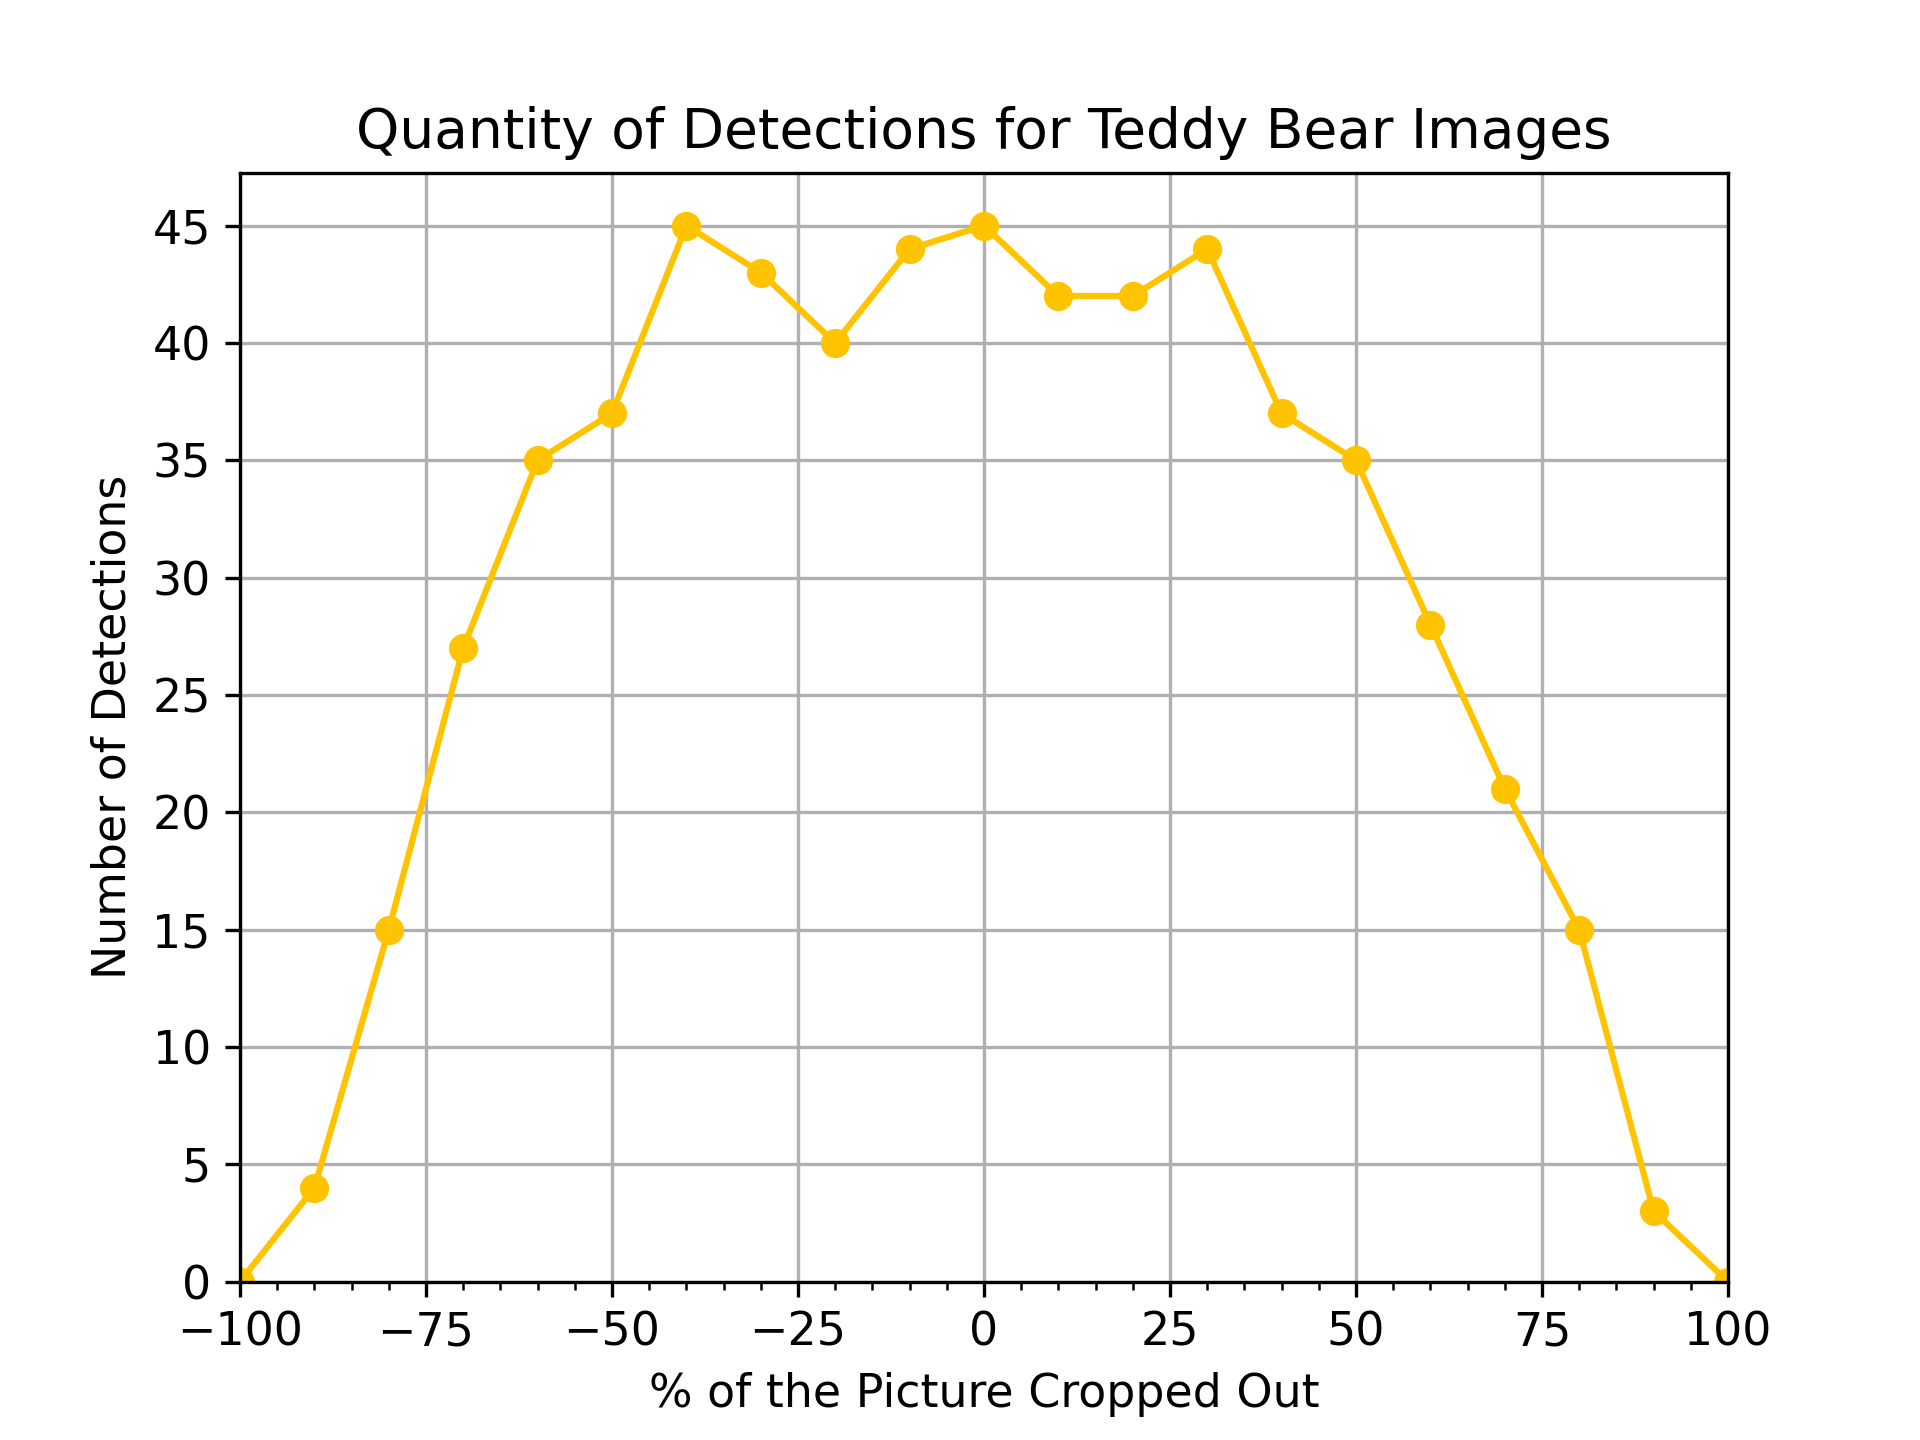 Quantity of Detections for Teddy Bear Images
Number of Detections
45
40
35
30
25
20
15
10
5
0
−100 −75 −50 −25 0 25 50 75 100
% of the Picture Cropped Out